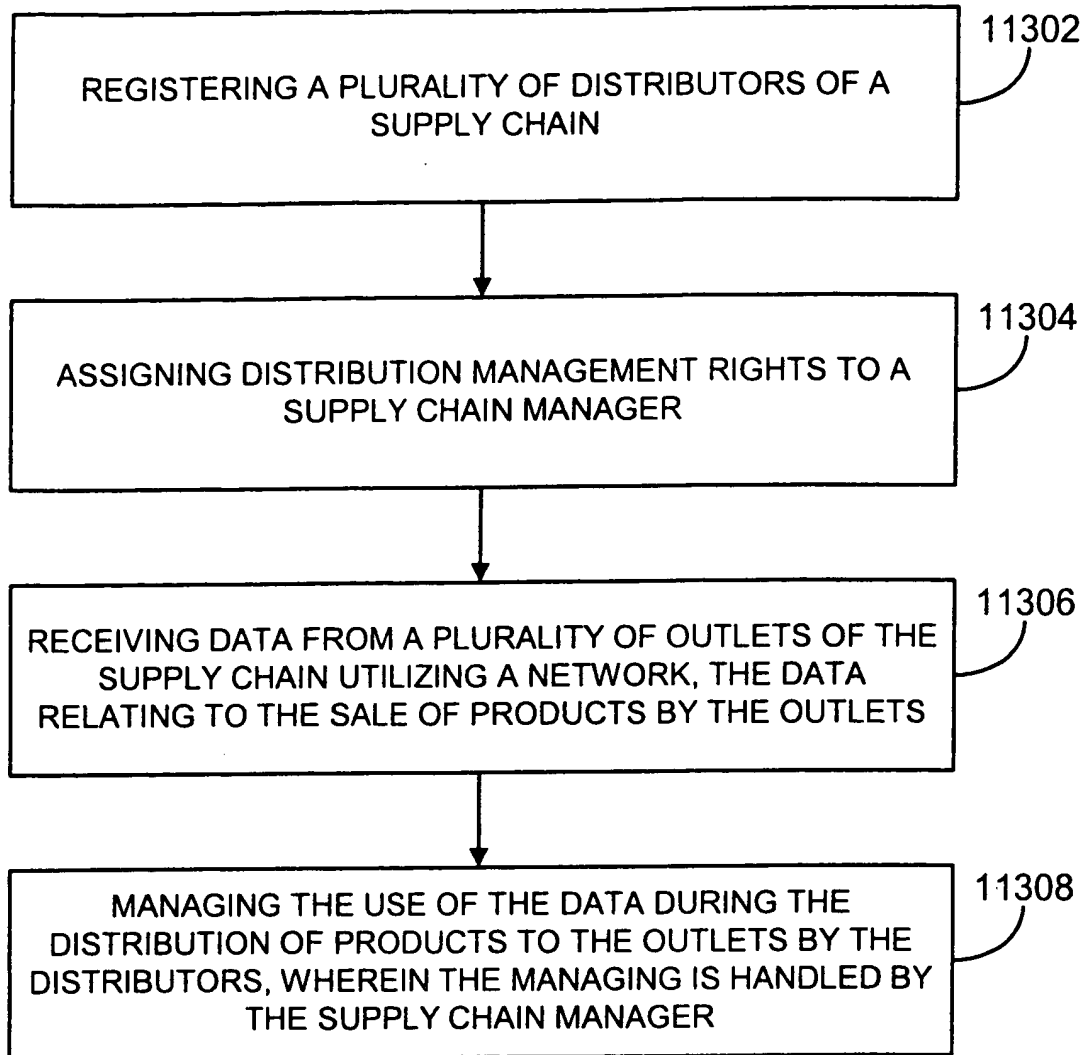 11302
REGISTERING A PLURALITY OF DISTRIBUTORS OF A
SUPPLY CHAIN
11304
ASSIGNING DISTRIBUTION MANAGEMENT RIGHTS TO A
SUPPLY CHAIN MANAGER
11306
RECEIVING DATA FROM A PLURALITY OF OUTLETS OF THE
SUPPLY CHAIN UTILIZING A NETWORK, THE DATA
RELATING TO THE SALE OF PRODUCTS BY THE OUTLETS
11308
MANAGING THE USE OF THE DATA DURING THE
DISTRIBUTION OF PRODUCTS TO THE OUTLETS BY THE
DISTRIBUTORS, WHEREIN THE MANAGING IS HANDLED BY
THE SUPPLY CHAIN MANAGER